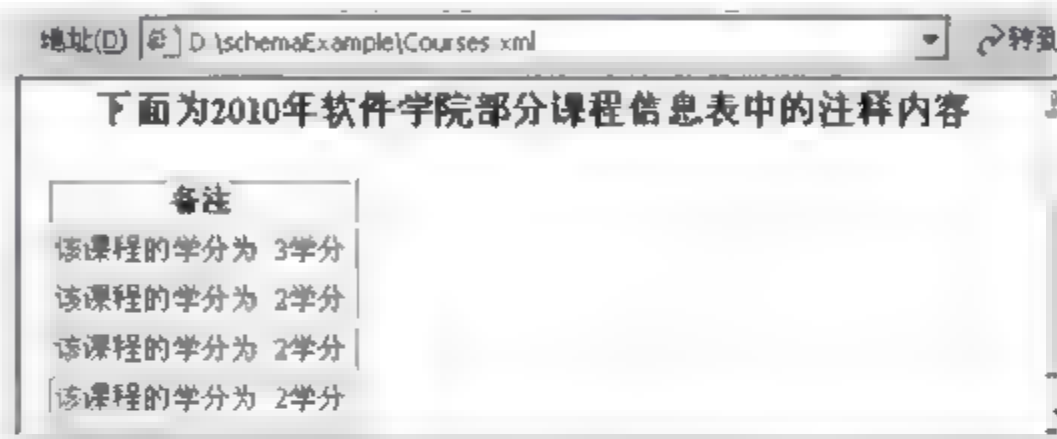 地址(D) D:\schemaExample\Courses.xml 转到
下面为2010年软件学院部分课程信息表中的注释内容
备注
该课程的学分为 3学分
该课程的学分为 2学分
该课程的学分为 2学分
该课程的学分为 2学分